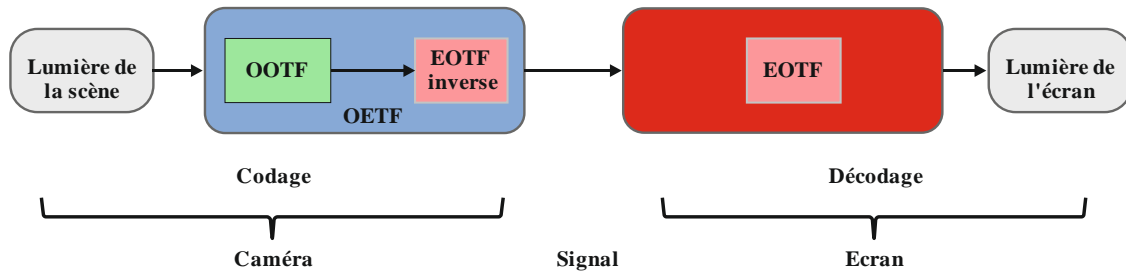 Lumière de
la scène
OOTF
EOTF
inverse
OETF
EOTF
Lumière de
l'écran
Codage
Décodage
Caméra
Signal
Ecran